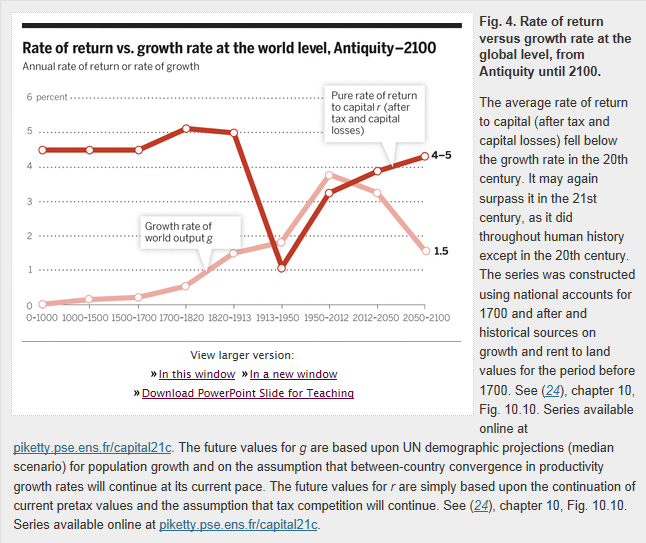 Rate of return vs. growth rate at the world level, Antiquity–2100
Annual rate of return or rate of growth
6 percent
Pure rate of return
to capital r (after
tax and capital
losses)
5
4
4–5
3
Growth rate of
world output g
2
1.5
1
0
0–1000 1000–1500 1500–1700 1700–1820 1820–1913 1913–1950 1950–2012 2012–2050 2050–2100
View larger version:
» In this window » In a new window
» Download PowerPoint Slide for Teaching
Fig. 4. Rate of return
versus growth rate at the
global level, from
Antiquity until 2100.
The average rate of return
to capital (after tax and
capital losses) fell below
the growth rate in the 20th
century. It may again
surpass it in the 21st
century, as it did
throughout human history
except in the 20th century.
The series was constructed
using national accounts for
1700 and after and
historical sources on
growth and rent to land
values for the period before
1700. See (24), chapter 10,
Fig. 10.10. Series available
online at
piketty.pse.ens.fr/capital21c. The future values for g are based upon UN demographic projections (median
scenario) for population growth and on the assumption that between-country convergence in productivity
growth rates will continue at its current pace. The future values for r are simply based upon the continuation of
current pretax values and the assumption that tax competition will continue. See (24), chapter 10, Fig. 10.10.
Series available online at piketty.pse.ens.fr/capital21c.